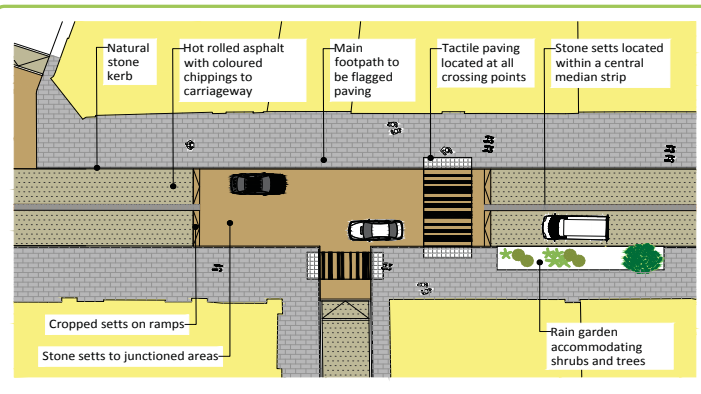 Natural
stone
kerb
Hot rolled asphalt
with coloured
chippings to
carriageway
Main
footpath to
be flagged
paving
Tactile paving
located at all
crossing points
Stone setts located
within a central
median strip
Cropped setts on ramps
Stone setts to junctioned areas
Rain garden
accommodating
shrubs and trees